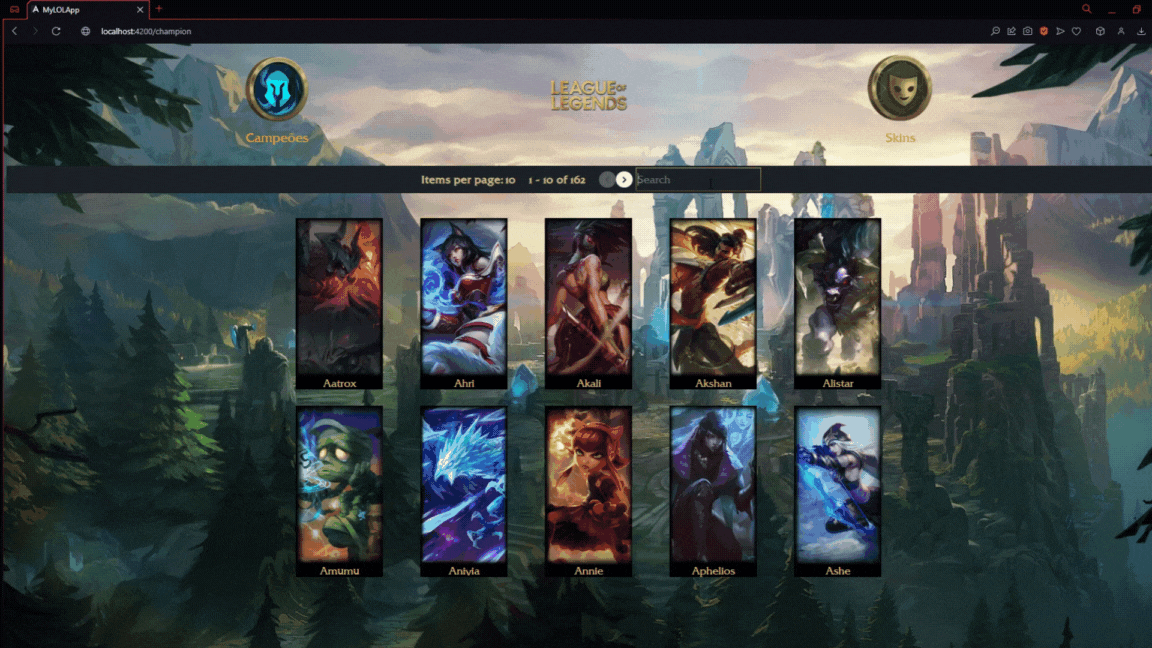 MyLOLApp
localhost:4200/champion
LEAGUE OF
LEGENDS
Campeões
Skins
Items per page: 10 1 - 10 of 162 Search
Aatrox Ahri Akali Akshan Alistar
Amumu Anivia Annie Aphelios Ashe